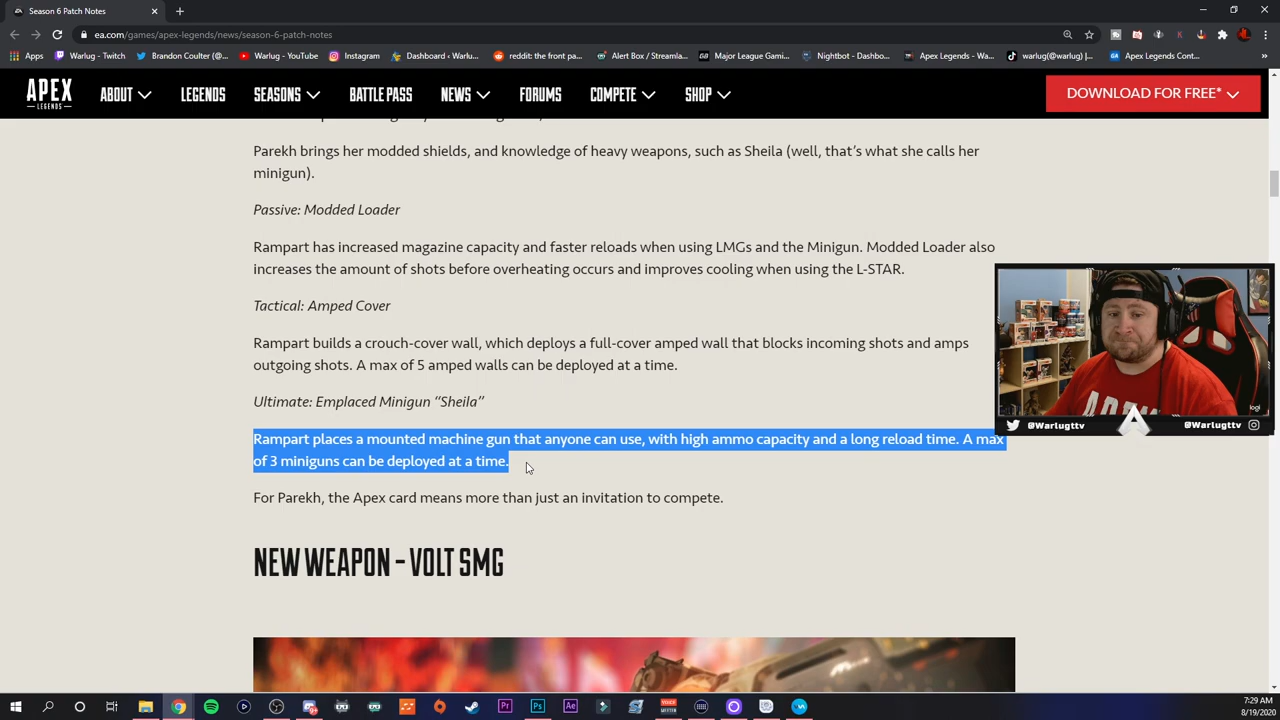 Season 6 Patch Notes
ea.com/games/apex-legends/news/season-6-patch-notes
Apps
Warlug - Twitch
Brandon Coulter (@...
Warlug - YouTube
Instagram
Dashboard ‹ Warlu...
reddit: the front pa...
Alert Box / Streamla...
Major League Gami...
Nightbot - Dashbo...
Apex Legends - Wa...
warlug(@warlug) | T...
Apex Legends Cont...
APEX
LEGENDS
ABOUT
LEGENDS
SEASONS
BATTLE PASS
NEWS
FORUMS
COMPETE
SHOP
DOWNLOAD FOR FREE*
Parekh brings her modded shields, and knowledge of heavy weapons, such as Sheila (well, that's what she calls her
minigun).
Passive: Modded Loader
Rampart has increased magazine capacity and faster reloads when using LMGs and the Minigun. Modded Loader also
increases the amount of shots before overheating occurs and improves cooling when using the L-STAR.
Tactical: Amped Cover
Rampart builds a crouch-cover wall, which deploys a full-cover amped wall that blocks incoming shots and amps
outgoing shots. A max of 5 amped walls can be deployed at a time.
Ultimate: Emplaced Minigun "Sheila"
Rampart places a mounted machine gun that anyone can use, with high ammo capacity and a long reload time. A max
of 3 miniguns can be deployed at a time.
For Parekh, the Apex card means more than just an invitation to compete.
NEW WEAPON – VOLT SMG
logi
@Warlugttv
@Warlugttv
7:29 AM
8/19/2020